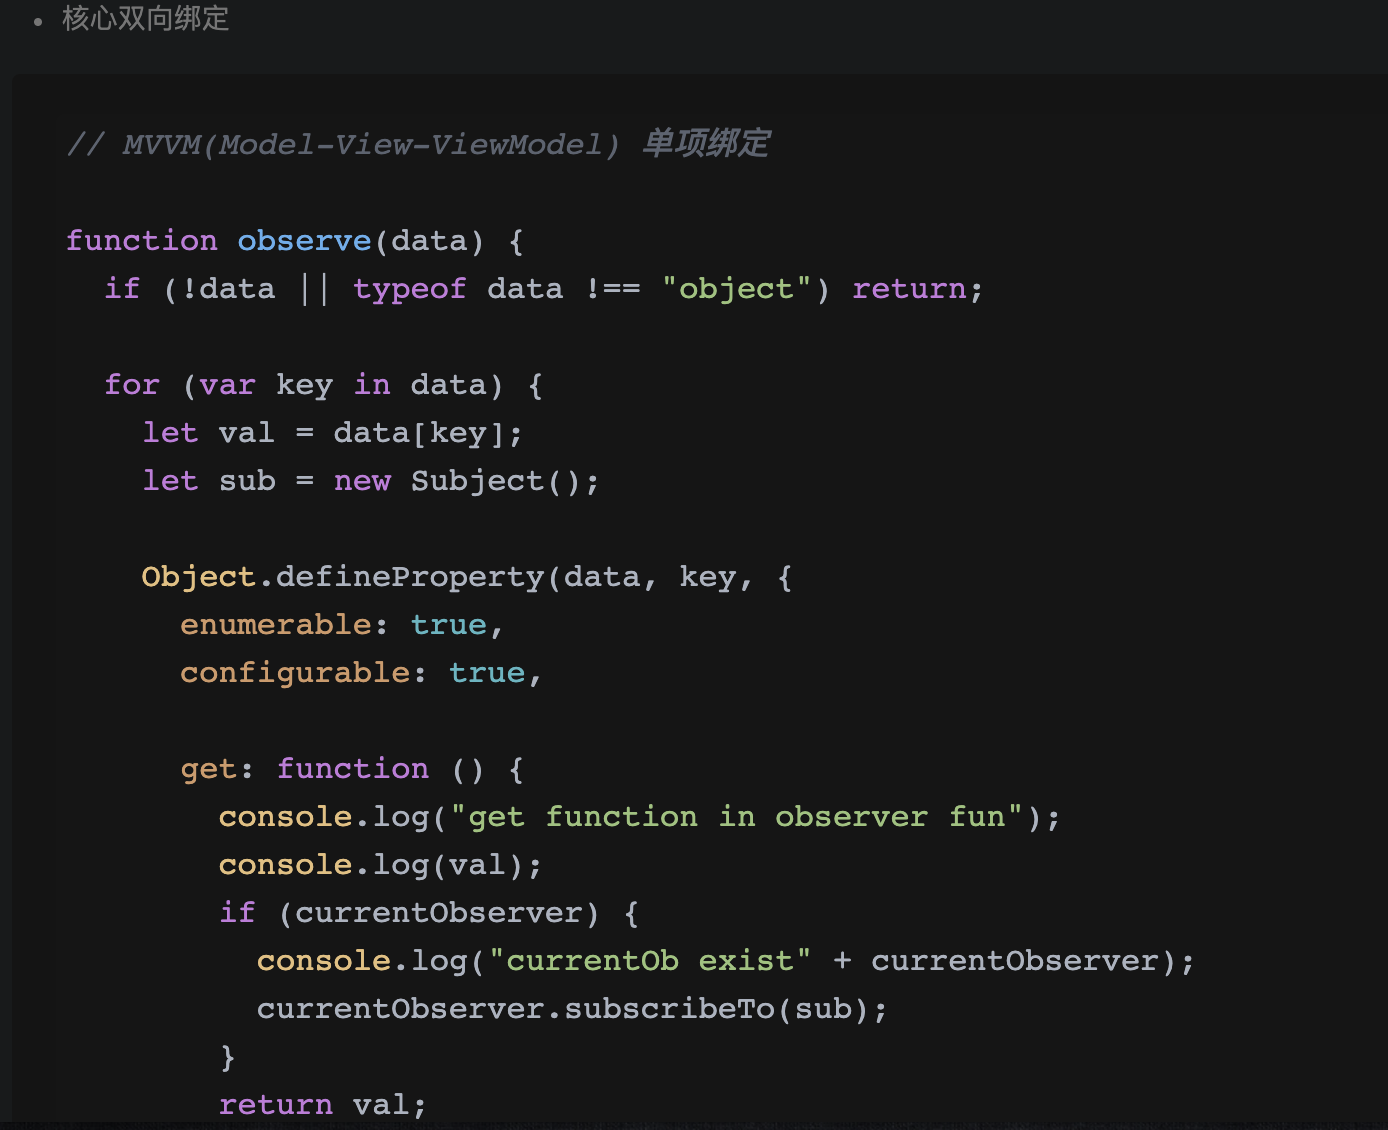 • 核心双向绑定
// MVVM(Model-View-ViewModel) 单项绑定
function observe(data) {
if (!data || typeof data !== "object") return;
for (var key in data) {
let val = data[key];
let sub = new Subject();
Object.defineProperty(data, key, {
enumerable: true,
configurable: true,
get: function () {
console.log("get function in observer fun");
console.log(val);
if (currentObserver) {
console.log("currentOb exist" + currentObserver);
currentObserver.subscribeTo(sub);
}
return val;